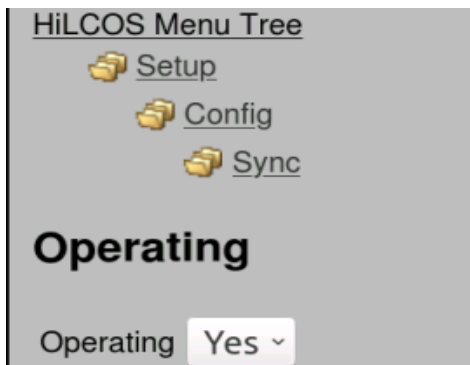 HiLCOS Menu Tree
Setup
Config
Sync
Operating
Operating Yes